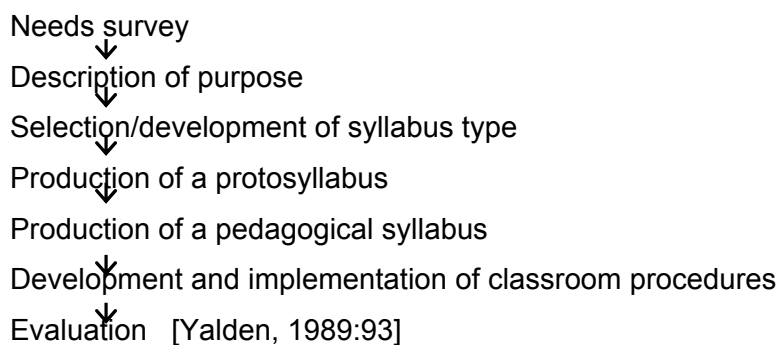 Needs survey
Description of purpose
Selection/development of syllabus type
Production of a protosyllabus
Production of a pedagogical syllabus
Development and implementation of classroom procedures
Evaluation [Yalden, 1989:93]